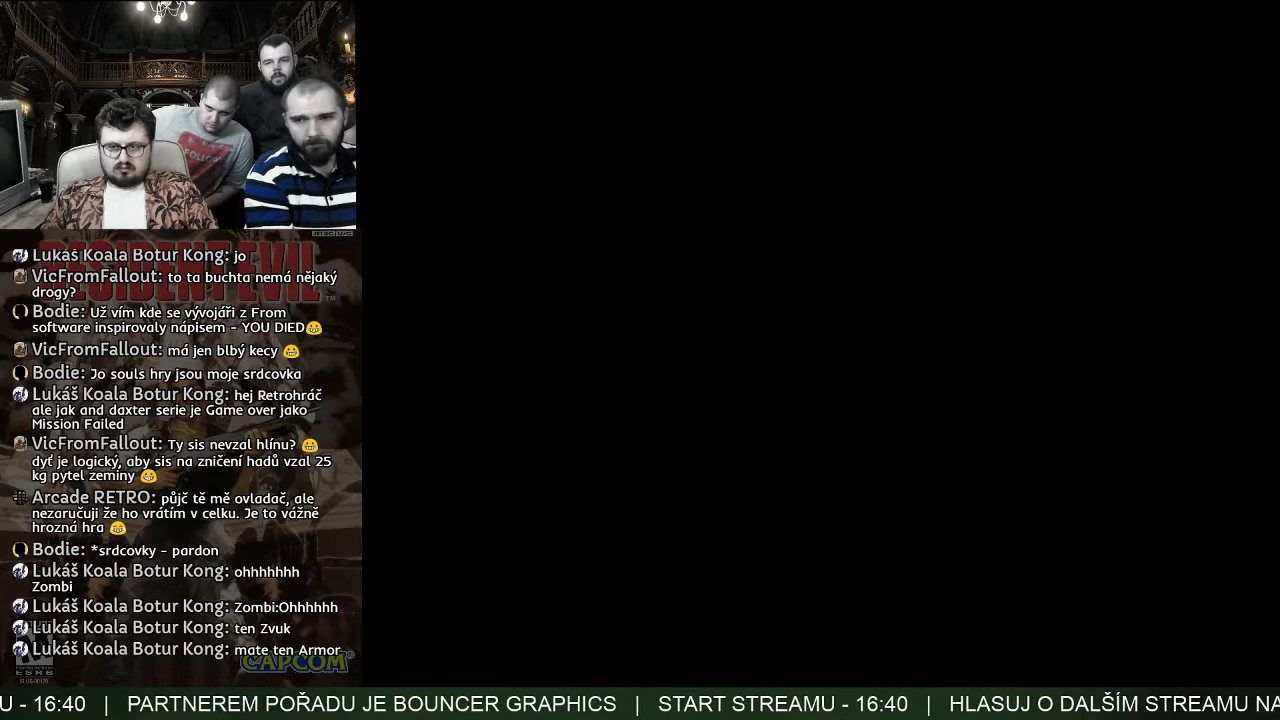 FOLLOW
RESIDENT EVIL
TM
Lukáš Koala Botur Kong: jo
VicFromFallout: to ta buchta nemá nějaký
drogy?
Bodie: Už vím kde se vývojáři z From
software inspirovaly nápisem - YOU DIED😀
VicFromFallout: má jen blbý kecy 😀
Bodie: Jo souls hry jsou moje srdcovka
Lukáš Koala Botur Kong: hej Retrohráč
ale jak and daxter serie je Game over jako
Mission Failed
VicFromFallout: Ty sis nevzal hlínu? 😀
dyť je logický, aby sis na zničení hadů vzal 25
kg pytel zeminy 😀
Arcade RETRO: půjč tě mě ovladač, ale
nezaručuji že ho vrátím v celku. Je to vážně
hrozná hra 😂
Bodie: *srdcovky - pardon
Lukáš Koala Botur Kong: ohhhhhhh
Zombi
Lukáš Koala Botur Kong: Zombi:Ohhhhhh
Lukáš Koala Botur Kong: ten Zvuk
Lukáš Koala Botur Kong: mate ten Armor
ESRB
CAPCOM®
U - 16:40 | PARTNEREM POŘADU JE BOUNCER GRAPHICS | START STREAMU - 16:40 | HLASUJ O DALŠÍM STREAMU NA